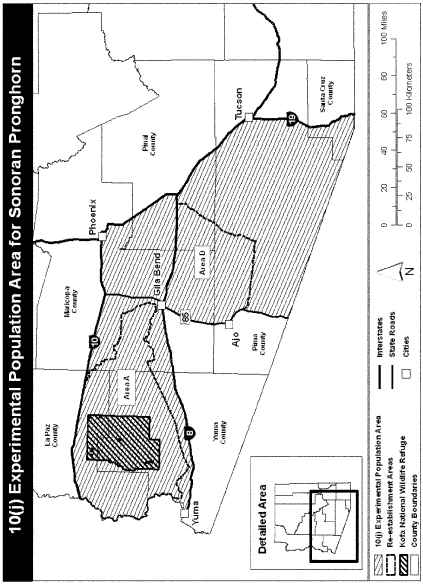 10(j) Experimental Population Area for Sonoran Pronghorn
La Paz
County
Maricopa
County
Phoenix
Pinal
County
10
Area A
Gila Bend
85
Area D
Tucson
19
Santa Cruz
County
8
Yuma
Yuma
County
Ajo
Pima
County
Detailed Area
10(j) Experimental Population Area
Re-establishment Areas
Kofa National Wildlife Refuge
County Boundaries
Interstates
State Roads
Cities
N
0 20 40 60 80 100 Miles
0 25 50 75 100 Kilometers